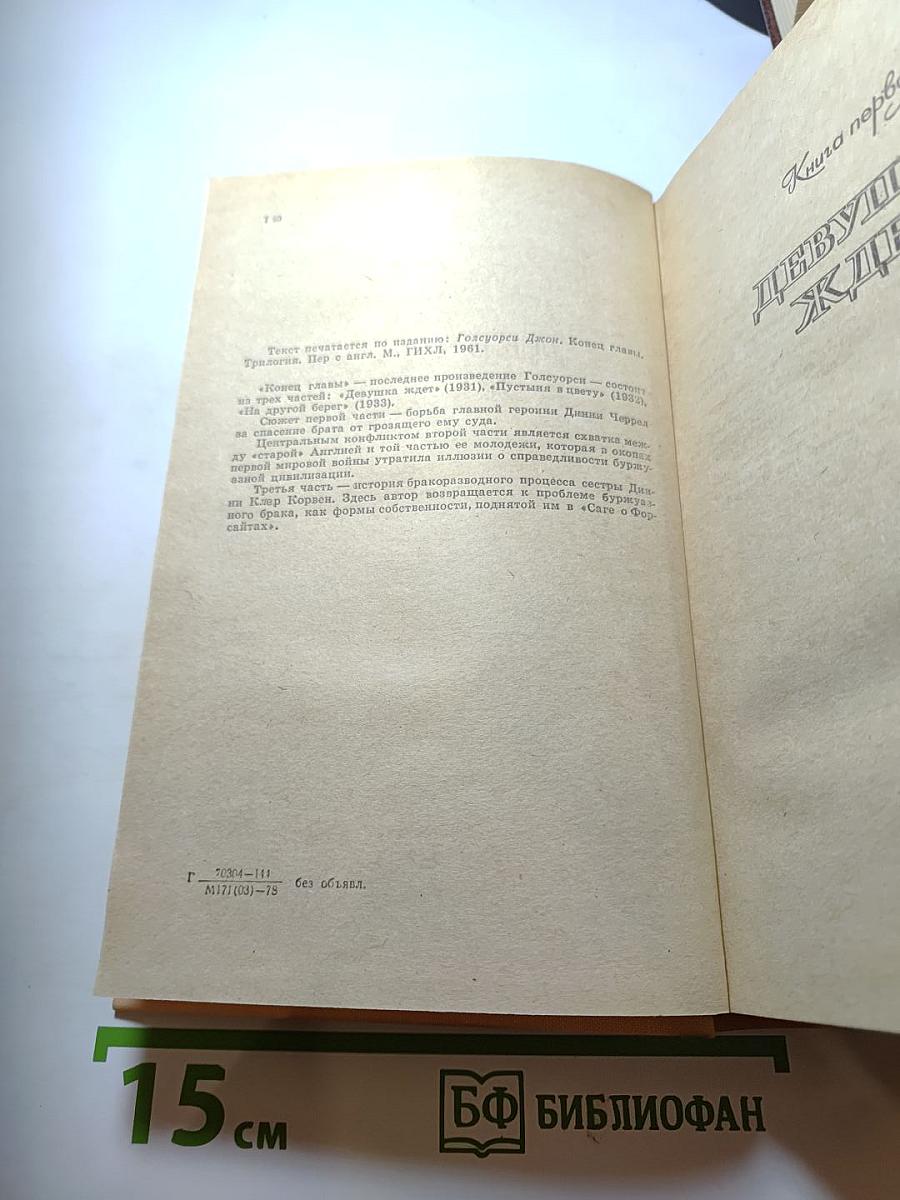 Текст печатается по изданию: Голсуорси Джон. Конец главы.
Трилогия. Пер с англ. М., ГИХЛ, 1961.
«Конец главы» — последнее произведение Голсуорси — состоит
из трех частей: «Девушка ждет» (1931), «Пустыня в цвету» (1932),
«На другой берег» (1933).
Сюжет первой части — борьба главной героини Динни Черрел
за спасение брата от грозящего ему суда.
Центральным конфликтом второй части является схватка меж-
ду «старой» Англией и той частью ее молодежи, которая в окопах
первой мировой войны утратила иллюзии о справедливости буржу-
азной цивилизации.
Третья часть — история бракоразводного процесса сестры Дин-
ни Клэр Корвен. Здесь автор возвращается к проблеме буржуаз-
ного брака, как формы собственности, поднятой им в «Саге о Фор-
сайтах».
Г 70304—141
М171(03)—78 без объявл.
Книга перво
ДЕВУШ
ЖДЕ
15 см
БФ БИБЛИОФАН